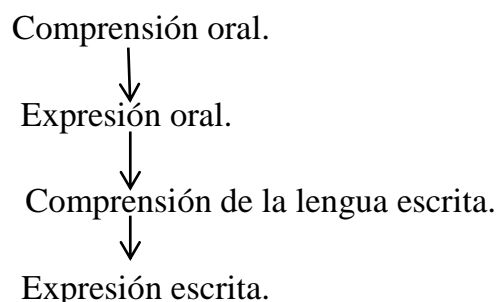 Comprensión oral.
Expresión oral.
Comprensión de la lengua escrita.
Expresión escrita.